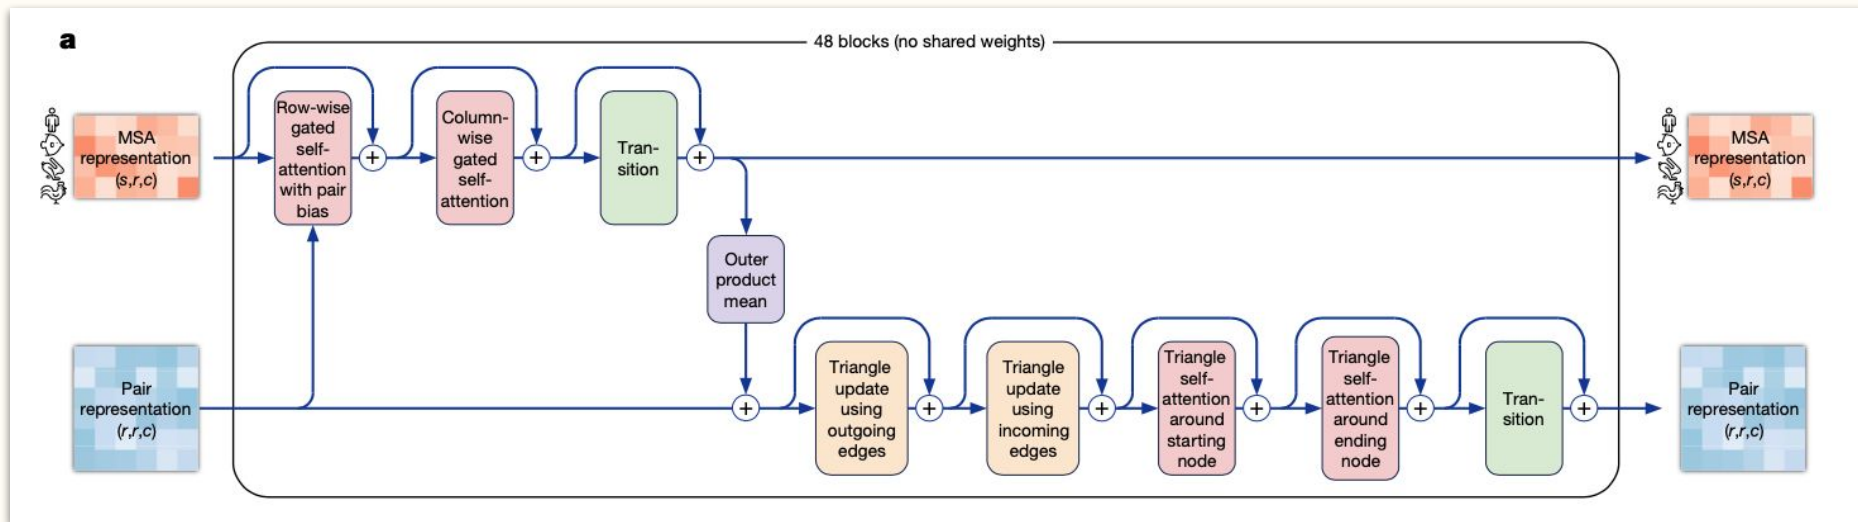 a
48 blocks (no shared weights)
MSA
representation
(s,r,c)
Row-wise
gated
self-
attention
with pair
bias
Column-
wise
gated
self-
attention
Tran-
sition
MSA
representation
(s,r,c)
Outer
product
mean
Pair
representation
(r,r,c)
Triangle
update
using
outgoing
edges
Triangle
update
using
incoming
edges
Triangle
self-
attention
around
starting
node
Triangle
self-
attention
around
ending
node
Tran-
sition
Pair
representation
(r,r,c)